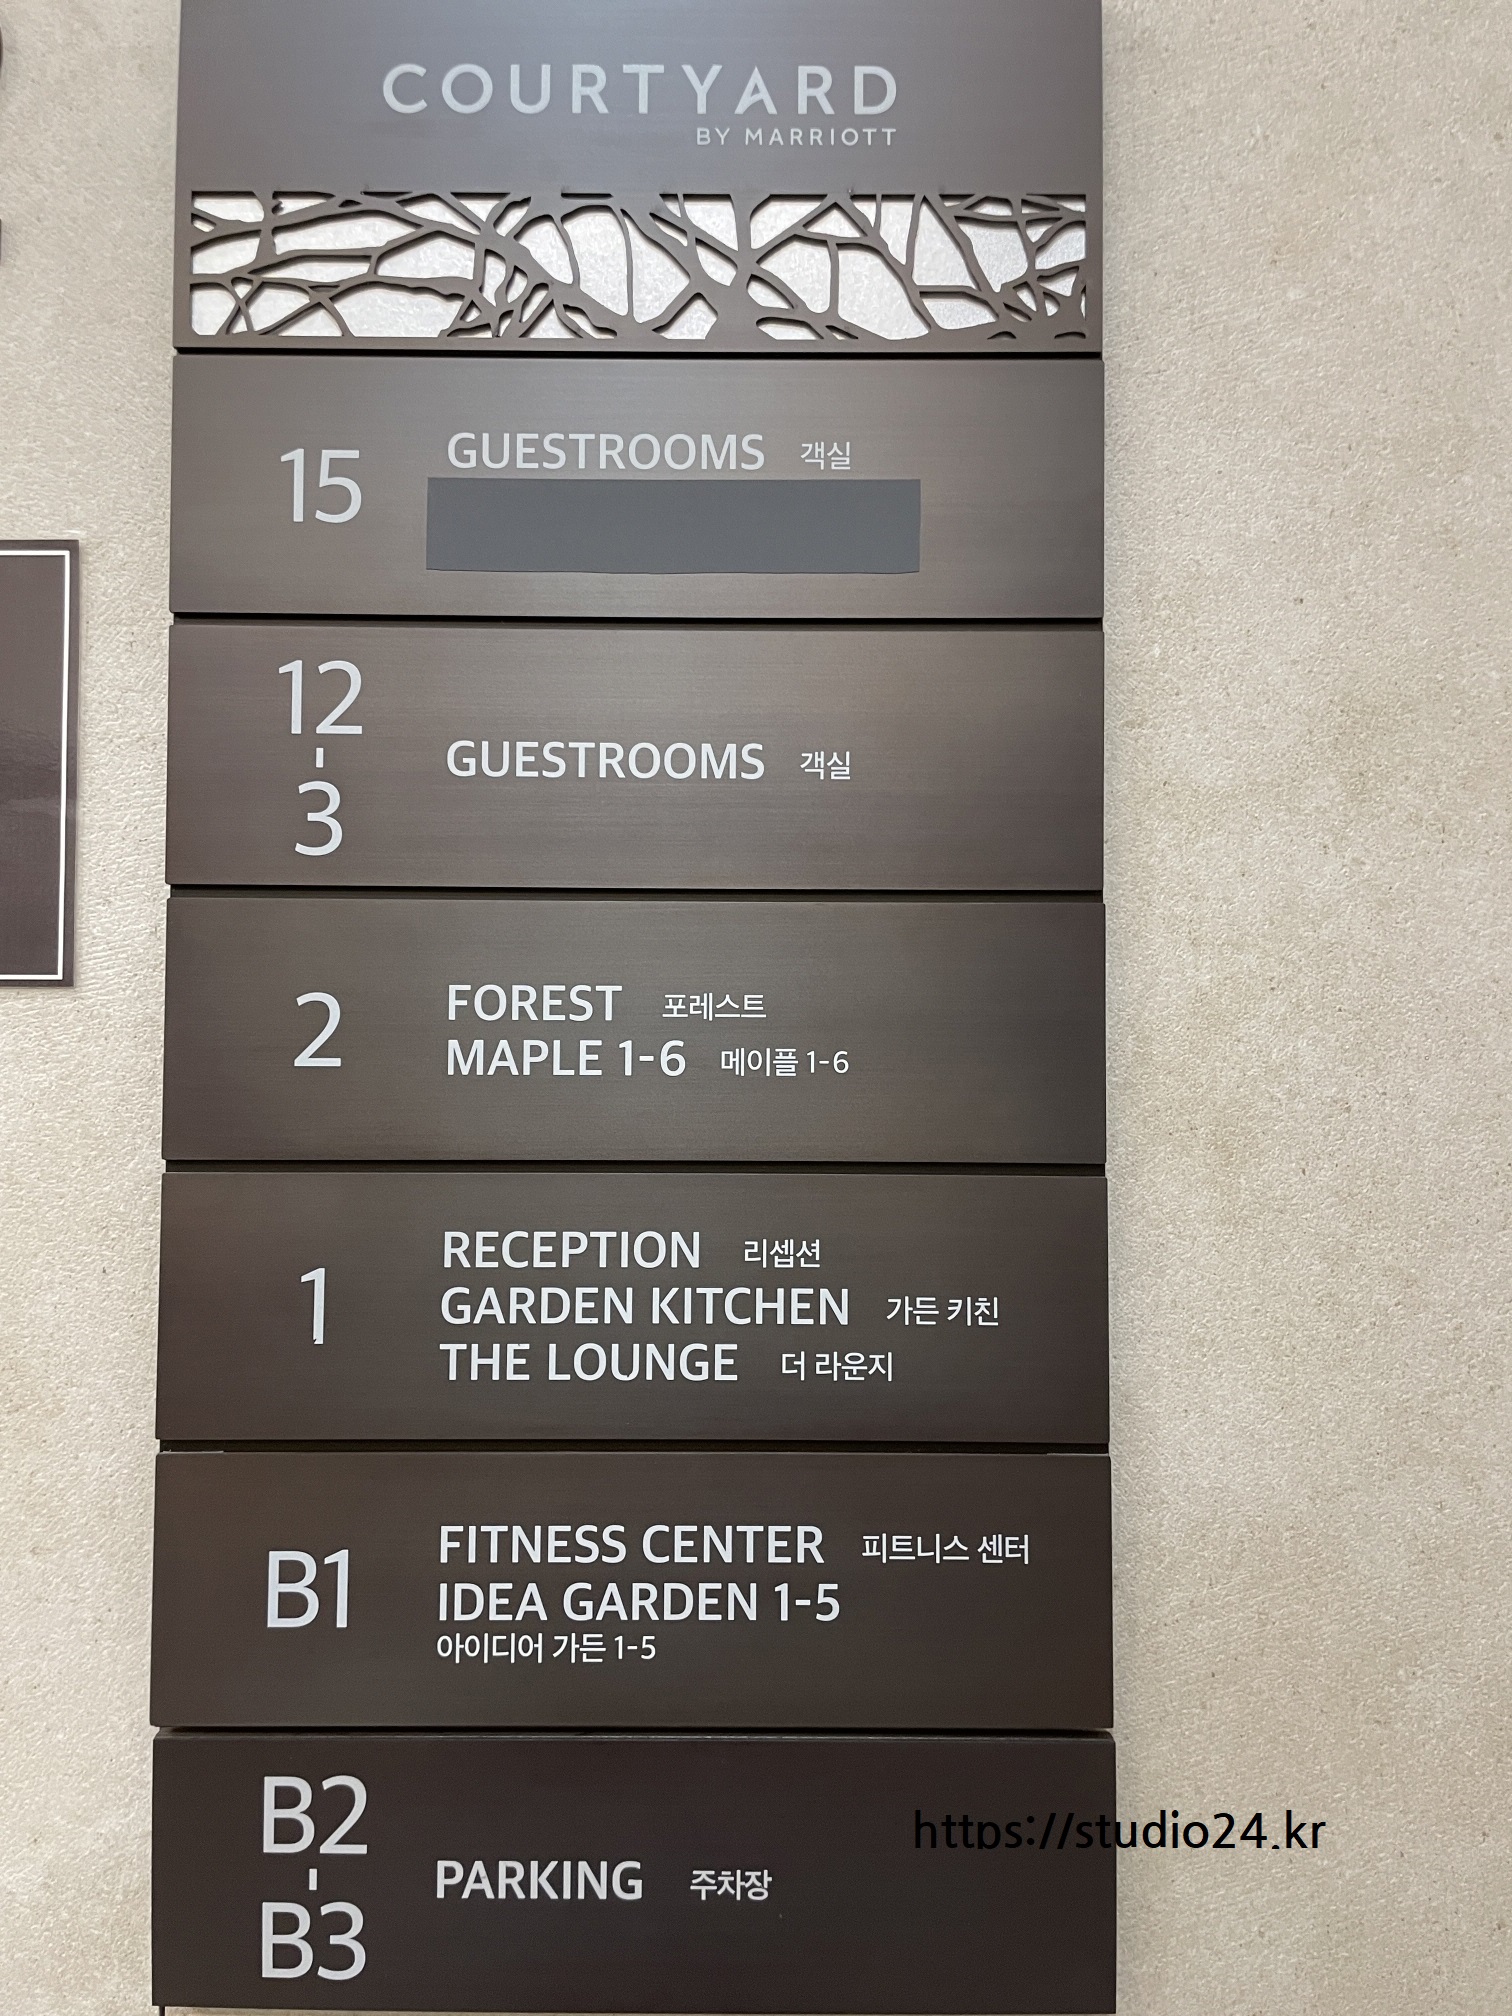 COURTYARD
BY MARRIOTT
15
GUESTROOMS 객실
12
-
3
GUESTROOMS 객실
2
FOREST 포레스트
MAPLE 1-6 메이플 1-6
1
RECEPTION 리셉션
GARDEN KITCHEN 가든 키친
THE LOUNGE 더 라운지
B1
FITNESS CENTER 피트니스 센터
IDEA GARDEN 1-5
아이디어 가든 1-5
B2
-
B3
PARKING 주차장
https://studio24.kr